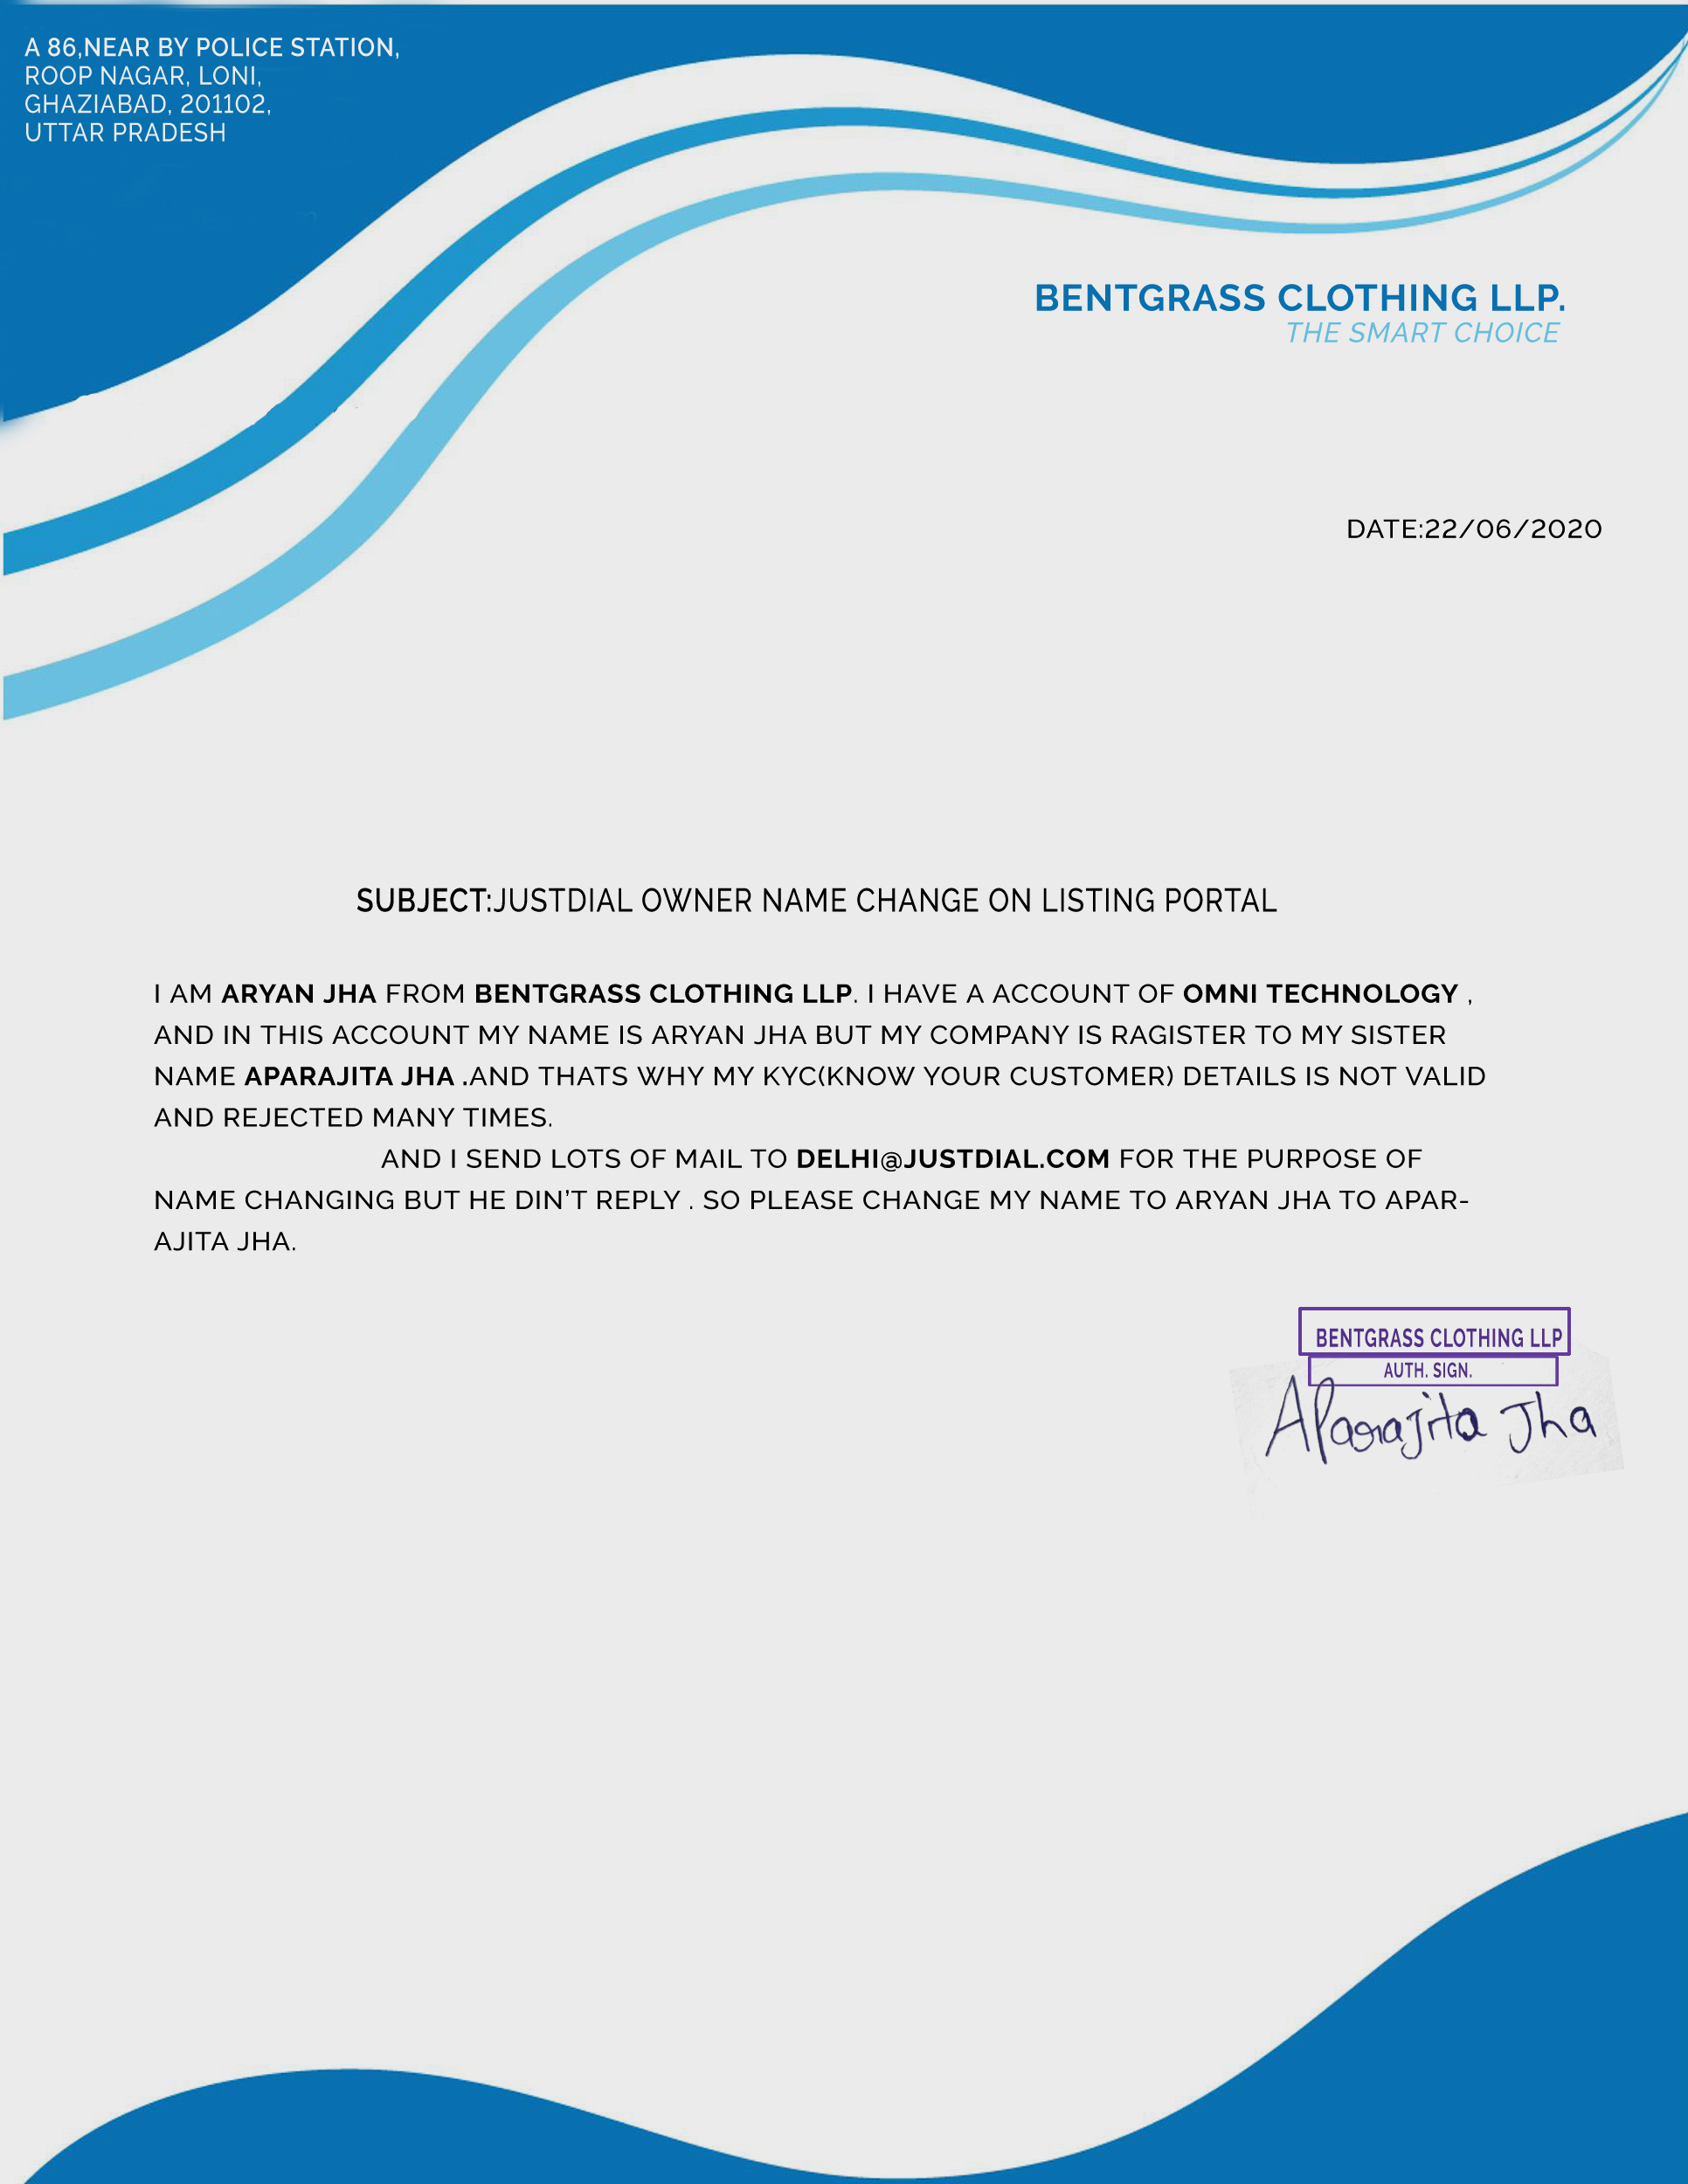 A 86,NEAR BY POLICE STATION,
ROOP NAGAR, LONI,
GHAZIABAD, 201102,
UTTAR PRADESH
BENTGRASS CLOTHING LLP.
THE SMART CHOICE
DATE:22/06/2020
SUBJECT:JUSTDIAL OWNER NAME CHANGE ON LISTING PORTAL
I AM ARYAN JHA FROM BENTGRASS CLOTHING LLP. I HAVE A ACCOUNT OF OMNI TECHNOLOGY ,
AND IN THIS ACCOUNT MY NAME IS ARYAN JHA BUT MY COMPANY IS RAGISTER TO MY SISTER
NAME APARAJITA JHA .AND THATS WHY MY KYC(KNOW YOUR CUSTOMER) DETAILS IS NOT VALID
AND REJECTED MANY TIMES.
AND I SEND LOTS OF MAIL TO DELHI@JUSTDIAL.COM FOR THE PURPOSE OF
NAME CHANGING BUT HE DIN'T REPLY . SO PLEASE CHANGE MY NAME TO ARYAN JHA TO APAR-
AJITA JHA.
BENTGRASS CLOTHING LLP
AUTH. SIGN.
Aparajita Jha